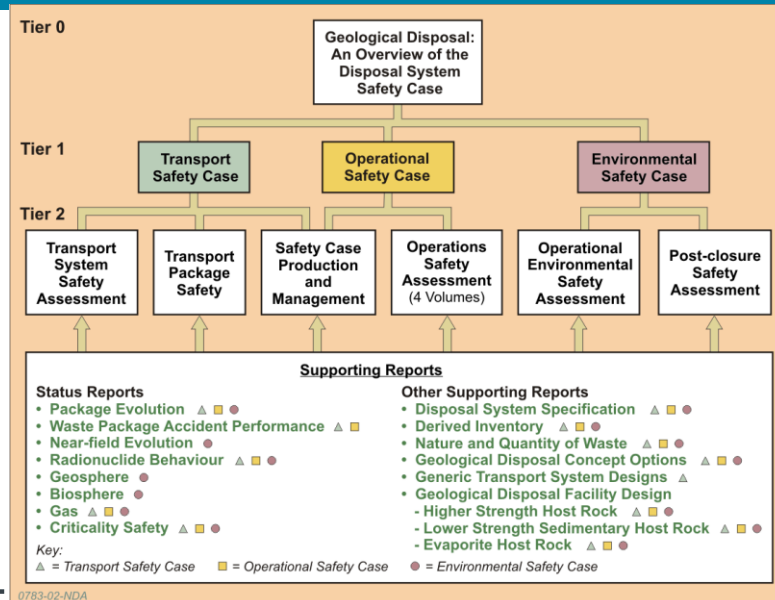 Tier 0
Geological Disposal:
An Overview of the
Disposal System
Safety Case
Tier 1
Transport
Safety Case
Operational
Safety Case
Environmental
Safety Case
Tier 2
Transport
System
Safety
Assessment
Transport
Package
Safety
Safety Case
Production
and
Management
Operations
Safety
Assessment
(4 Volumes)
Operational
Environmental
Safety
Assessment
Post-closure
Safety
Assessment
Supporting Reports
Status Reports
• Package Evolution
• Waste Package Accident Performance
• Near-field Evolution
• Radionuclide Behaviour
• Geosphere
• Biosphere
• Gas
• Criticality Safety
Other Supporting Reports
• Disposal System Specification
• Derived Inventory
• Nature and Quantity of Waste
• Geological Disposal Concept Options
• Generic Transport System Designs
• Geological Disposal Facility Design
- Higher Strength Host Rock
- Lower Strength Sedimentary Host Rock
- Evaporite Host Rock
Key:
= Transport Safety Case = Operational Safety Case = Environmental Safety Case
0783-02-NDA